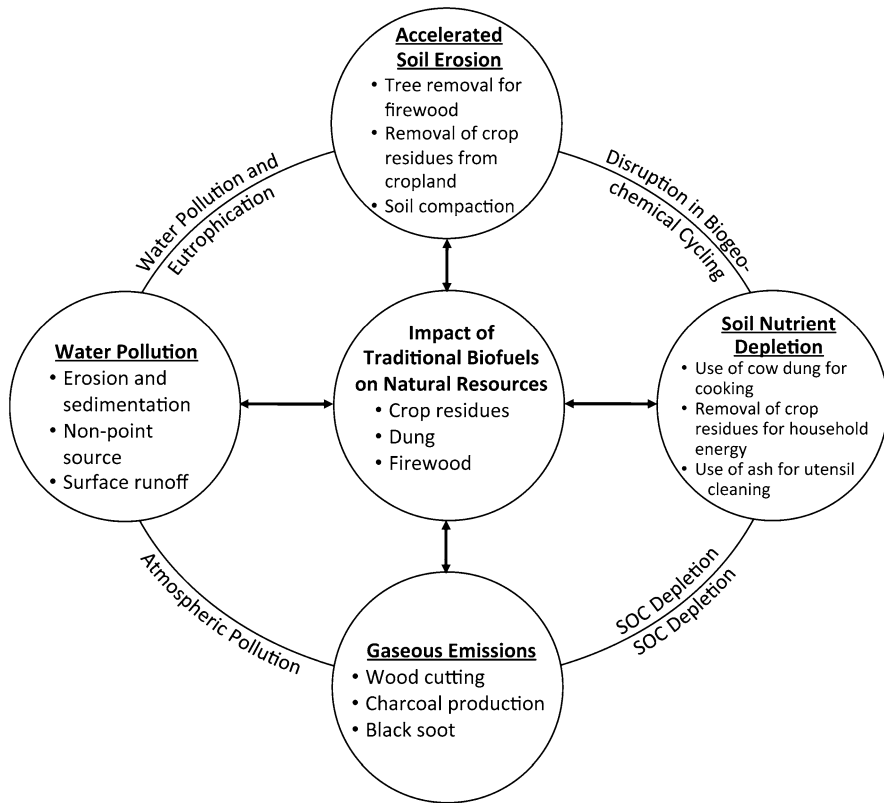 Accelerated
Soil Erosion
• Tree removal for
firewood
• Removal of crop
residues from
cropland
• Soil compaction
Water Pollution and
Eutrophication
Disruption in Biogeo-
chemical Cycling
Water Pollution
• Erosion and
sedimentation
• Non-point
source
• Surface runoff
Impact of
Traditional Biofuels
on Natural Resources
• Crop residues
• Dung
• Firewood
Soil Nutrient
Depletion
• Use of cow dung for
cooking
• Removal of crop
residues for household
energy
• Use of ash for utensil
cleaning
Atmospheric Pollution
SOC Depletion
SOC Depletion
Gaseous Emissions
• Wood cutting
• Charcoal production
• Black soot